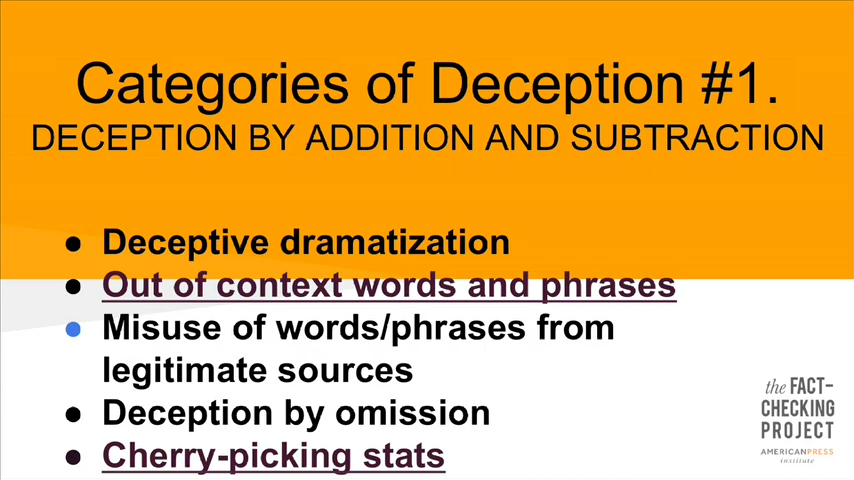 Categories of Deception #1.
DECEPTION BY ADDITION AND SUBTRACTION
● Deceptive dramatization
● Out of context words and phrases
● Misuse of words/phrases from
legitimate sources
● Deception by omission
● Cherry-picking stats
the FACT-
CHECKING
PROJECT
AMERICANPRESS
institute